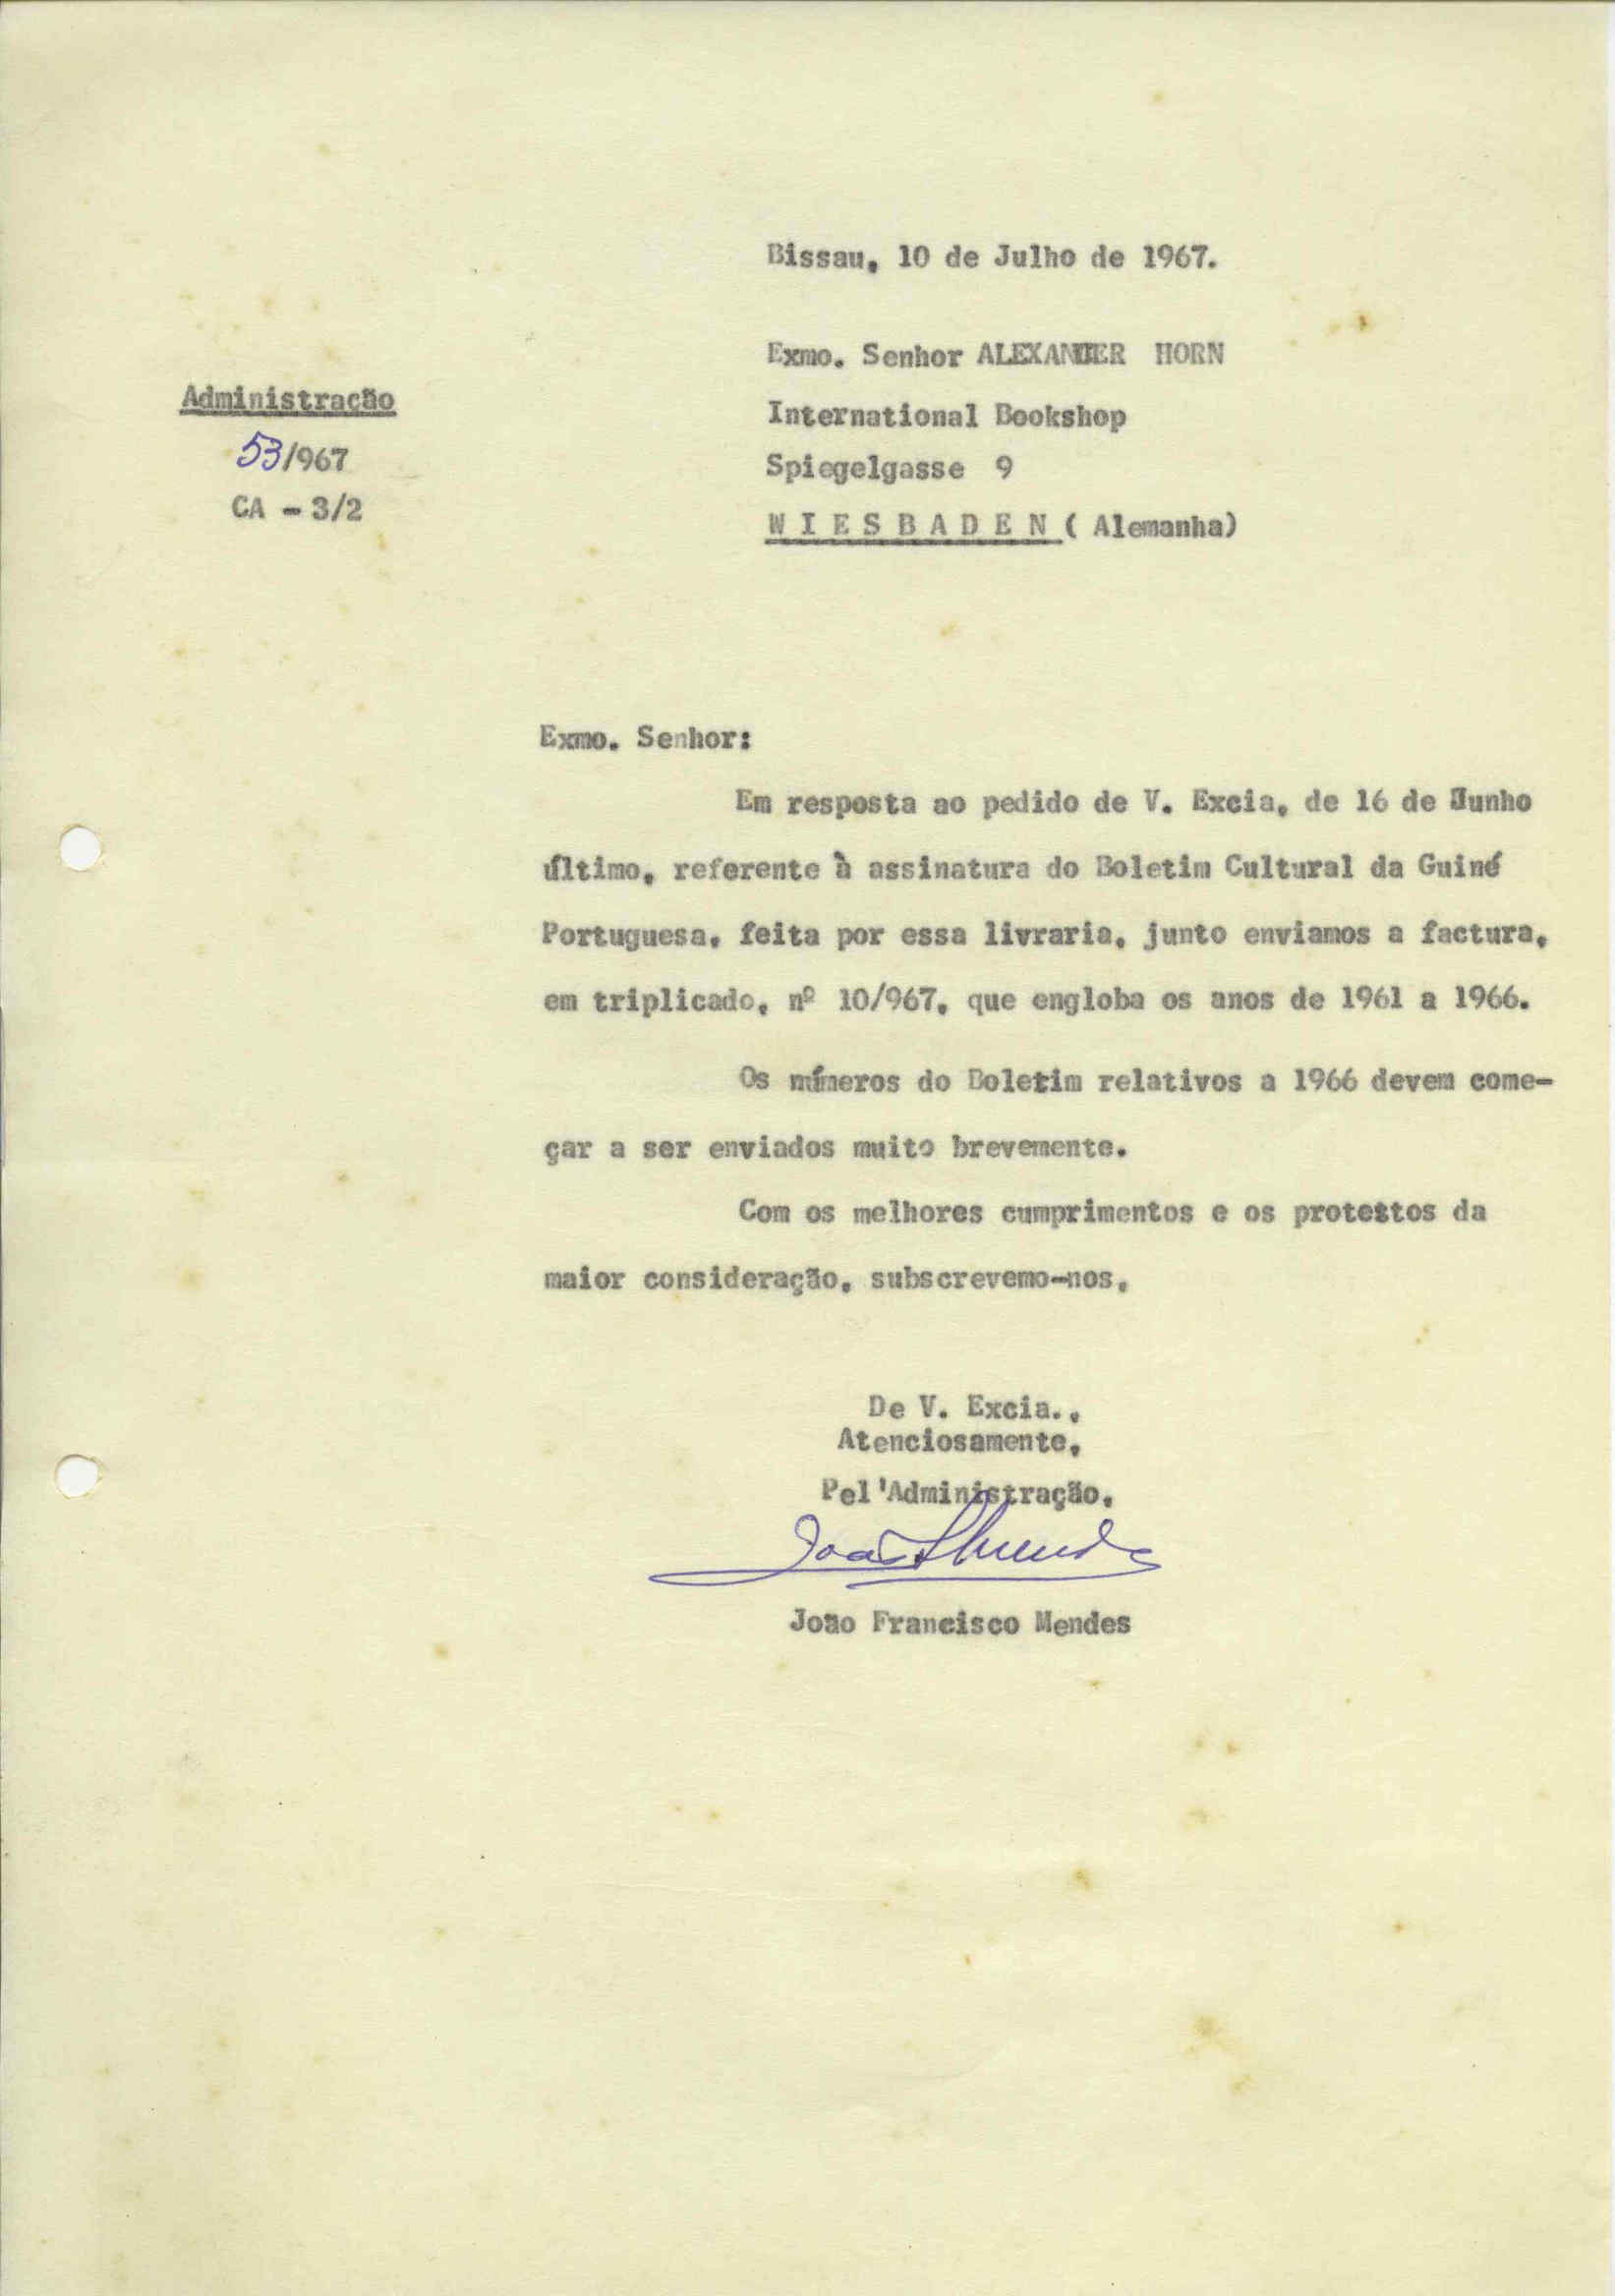 Bissau, 10 de Julho de 1967.
Exmo. Senhor ALEXANDER HORN
International Bookshop
Spiegelgasse 9
W I E S B A D E N ( Alemanha)
Administração
53/967
CA - 3/2
Exmo. Senhor:
Em resposta ao pedido de V. Excia, de 16 de Junho
último, referente à assinatura do Boletim Cultural da Guiné
Portuguesa, feita por essa livraria, junto enviamos a factura,
em triplicado, nº 10/967, que engloba os anos de 1961 a 1966.
Os números do Boletim relativos a 1966 devem come-
çar a ser enviados muito brevemente.
Com os melhores cumprimentos e os protestos da
maior consideração, subscrevemo-nos,
De V. Excia.,
Atenciosamente,
Pel'Administração,
João Francisco Mendes